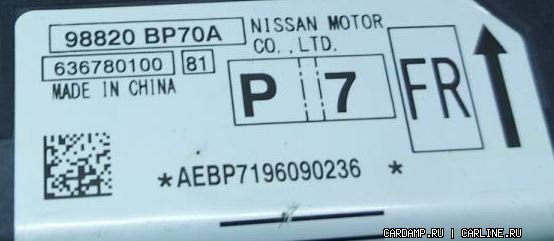 98820 BP70A
NISSAN MOTOR
CO.,LTD.
636780100 81
MADE IN CHINA
P 7
FR
*AEBP7196090236 *
CARDAMP.RU | CARLINE.RU